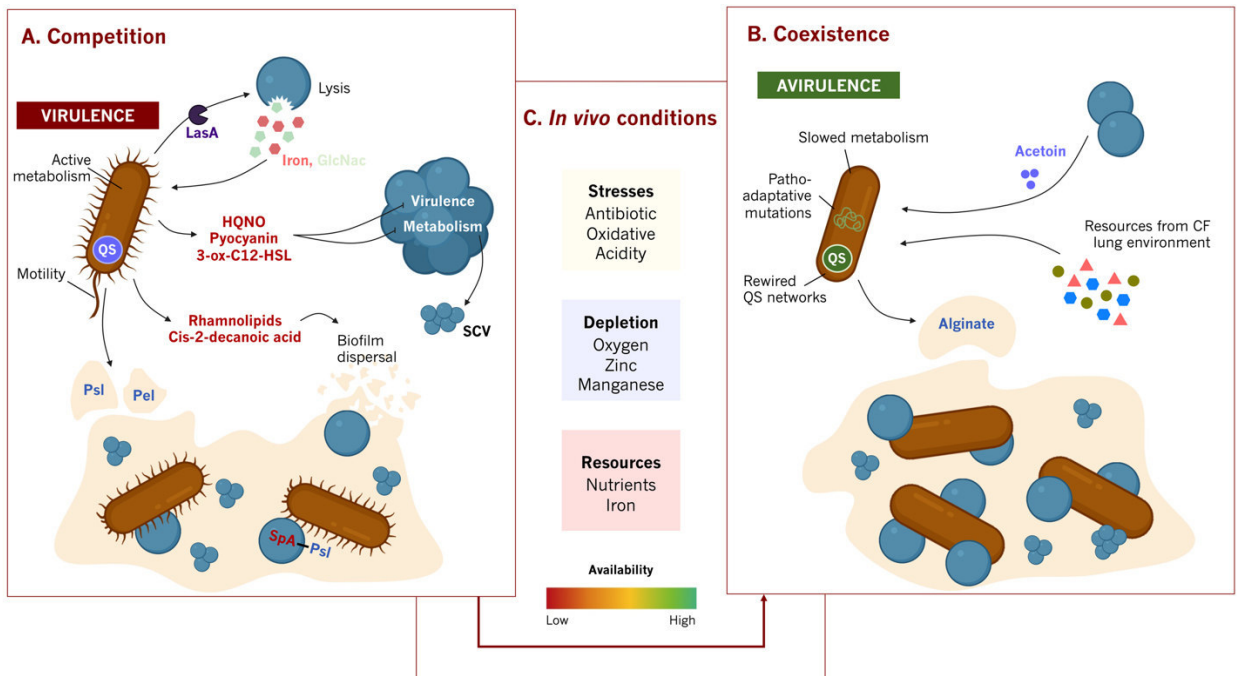 A. Competition
VIRULENCE
Lysis
LasA
Iron, GlcNac
Active
metabolism
QS
Motility
HQNO
Pyocyanin
3-ox-C12-HSL
Virulence
Metabolism
SCV
Rhamnolipids
Cis-2-decanoic acid
Biofilm
dispersal
Psl
Pel
SpA
Psl
C. In vivo conditions
Stresses
Antibiotic
Oxidative
Acidity
Depletion
Oxygen
Zinc
Manganese
Resources
Nutrients
Iron
Availability
Low
High
B. Coexistence
AVIRULENCE
Slowed metabolism
Patho-
adaptative
mutations
QS
Rewired
QS networks
Acetoin
Resources from CF
lung environment
Alginate